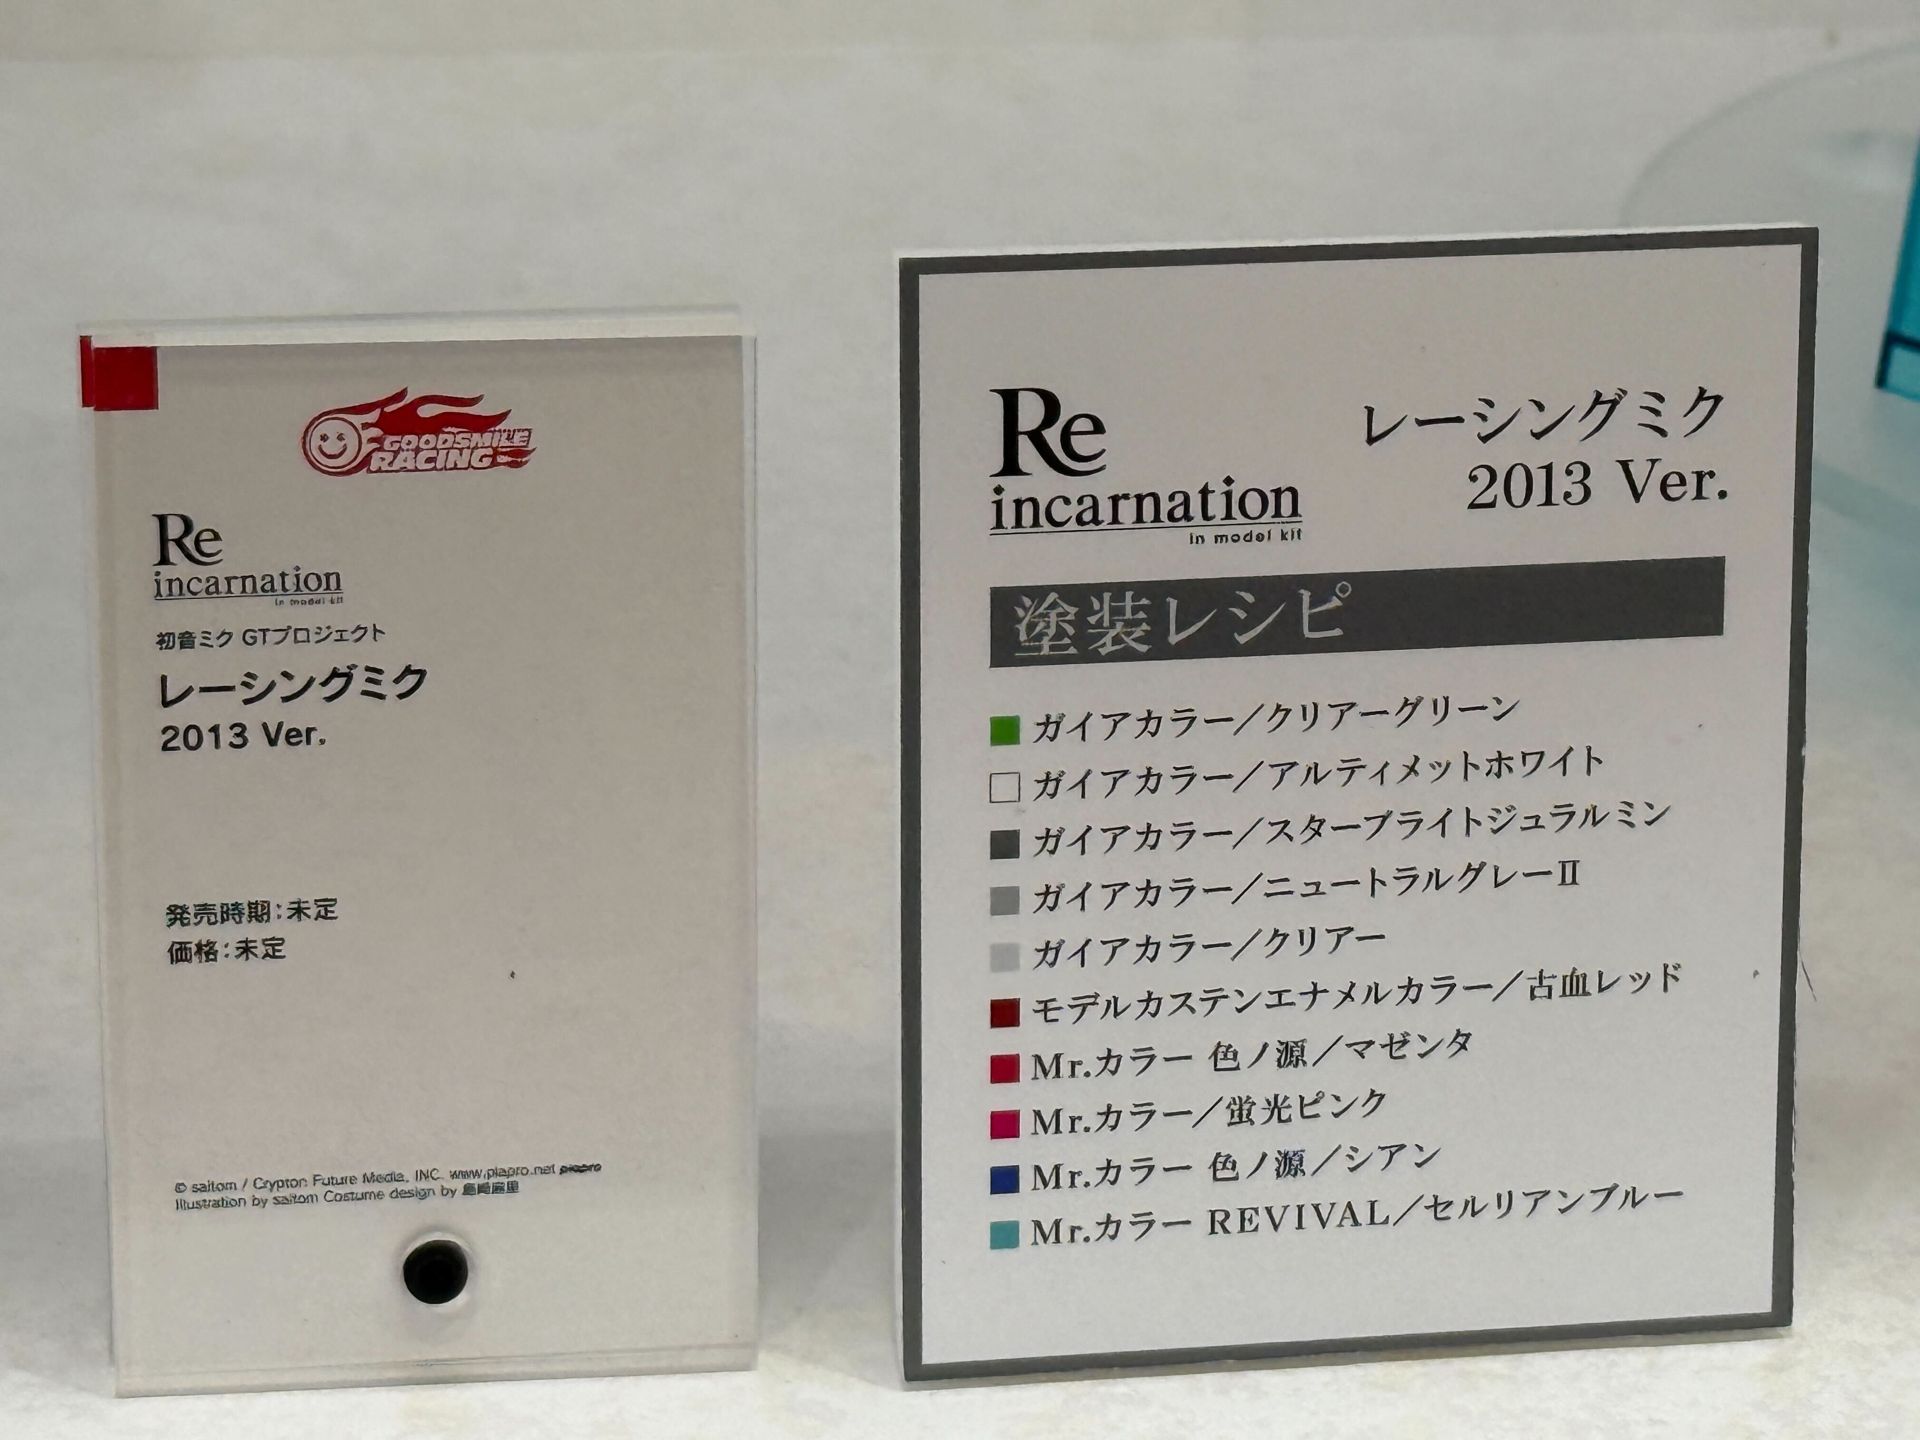 GOODSMILE
RACING
Re
incarnation
in model kit
初音ミク GTプロジェクト
レーシングミク
2013 Ver.
発売時期：未定
価格：未定
© saitom / Crypton Future Media, INC. www.piapro.net piapro
Illustration by saitom Costume design by
Re
incarnation
in model kit
レーシングミク
2013 Ver.
塗装レシピ
ガイアカラー／クリアーグリーン
ガイアカラー／アルティメットホワイト
ガイアカラー／スターブライトジュラルミン
ガイアカラー／ニュートラルグレーⅡ
ガイアカラー／クリアー
モデルカステンエナメルカラー／古血レッド
Mr.カラー 色ノ源／マゼンタ
Mr.カラー／蛍光ピンク
Mr.カラー 色ノ源／シアン
Mr.カラー REVIVAL／セルリアンブルー